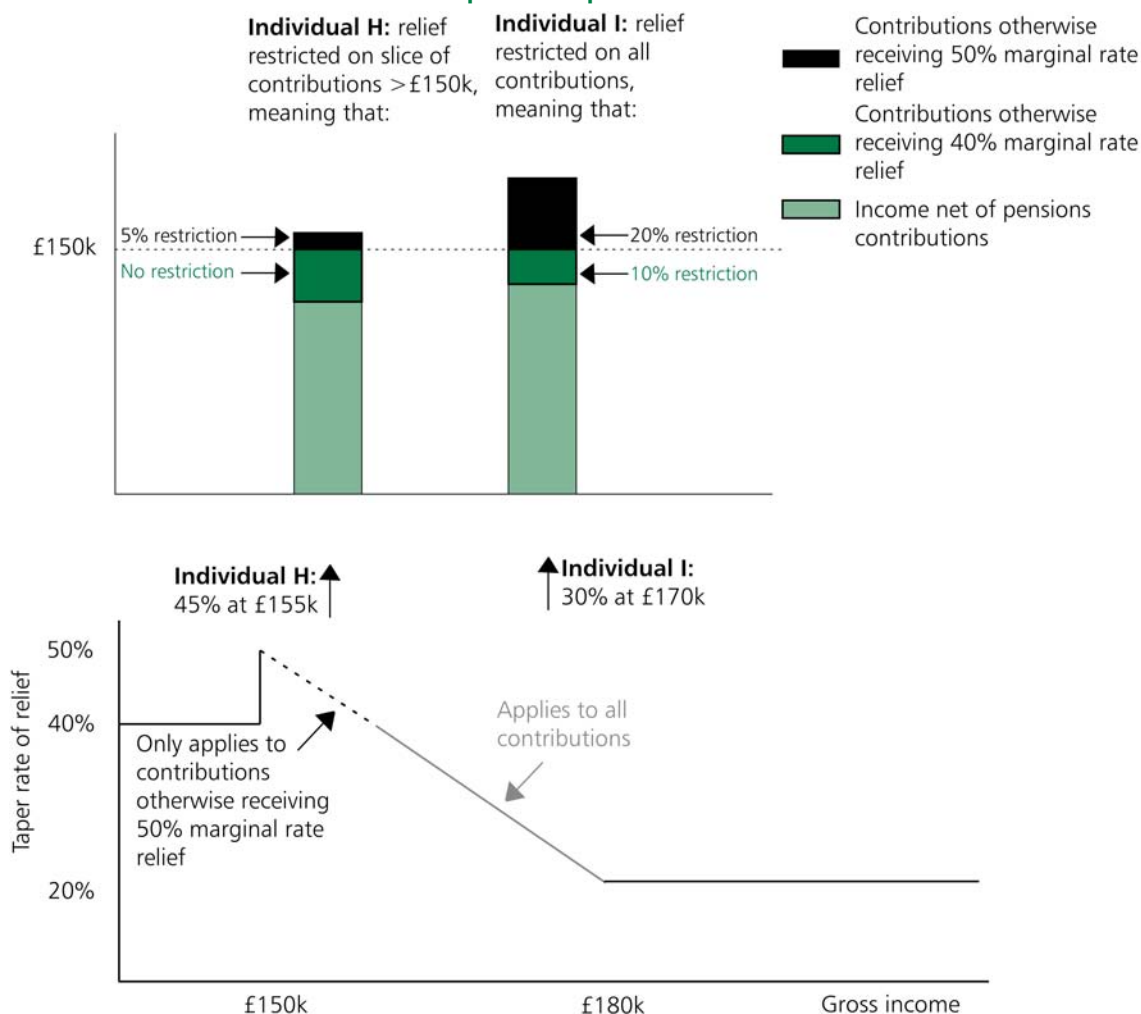 Individual H: relief
restricted on slice of
contributions >£150k,
meaning that:
Individual I: relief
restricted on all
contributions,
meaning that:
Contributions otherwise
receiving 50% marginal rate
relief
Contributions otherwise
receiving 40% marginal rate
relief
Income net of pensions
contributions
£150k
5% restriction
No restriction
20% restriction
10% restriction
Individual H:
45% at £155k
Individual I:
30% at £170k
Taper rate of relief
50%
40%
20%
Only applies to
contributions
otherwise receiving
50% marginal rate
relief
Applies to all
contributions
£150k
£180k
Gross income